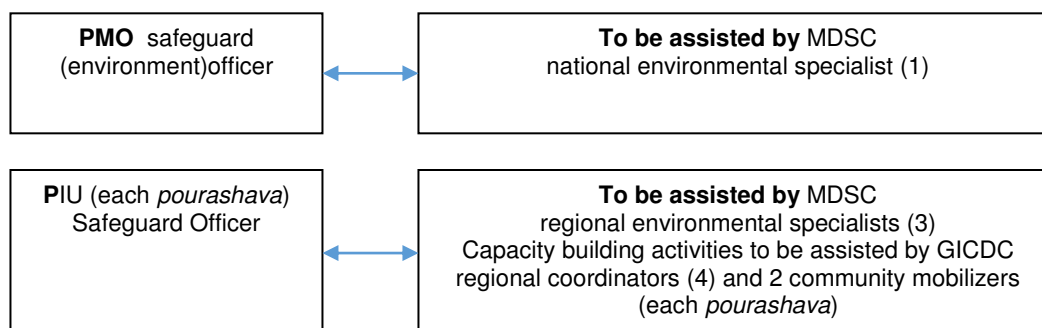 PMO safeguard
(environment)officer
To be assisted by MDSC
national environmental specialist (1)
PIU (each pourashava)
Safeguard Officer
To be assisted by MDSC
regional environmental specialists (3)
Capacity building activities to be assisted by GICDC
regional coordinators (4) and 2 community mobilizers
(each pourashava)